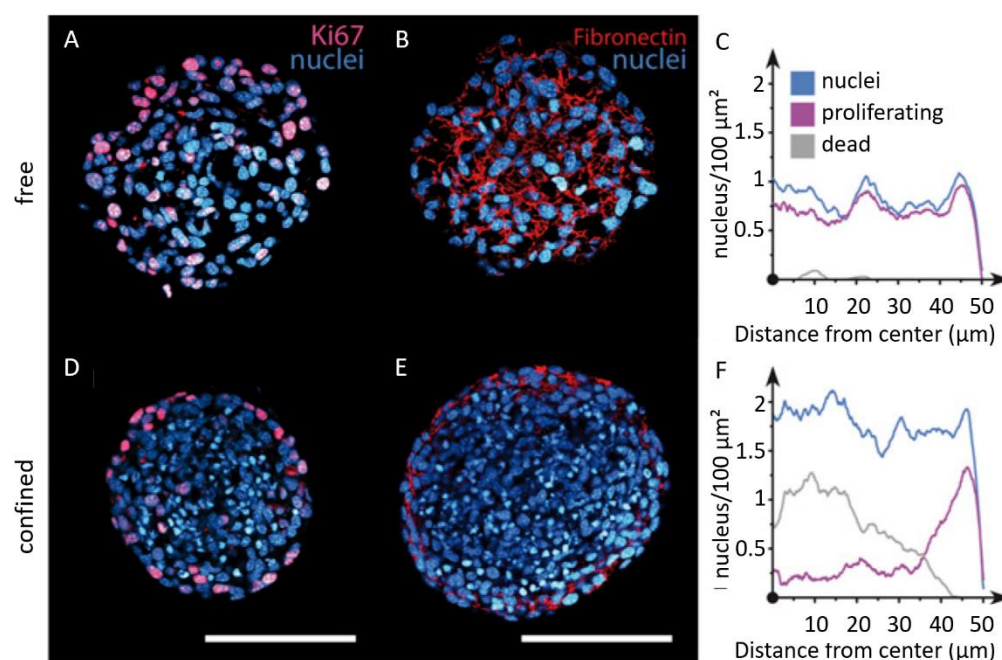 A
Ki67
nuclei
B
Fibronectin
nuclei
C
free
nucleus/100 µm²
2
1.5
1
0.5
nuclei
proliferating
dead
10 20 30 40 50
Distance from center (µm)
D
E
F
confined
nucleus/100 µm²
2
1.5
1
0.5
10 20 30 40 50
Distance from center (µm)